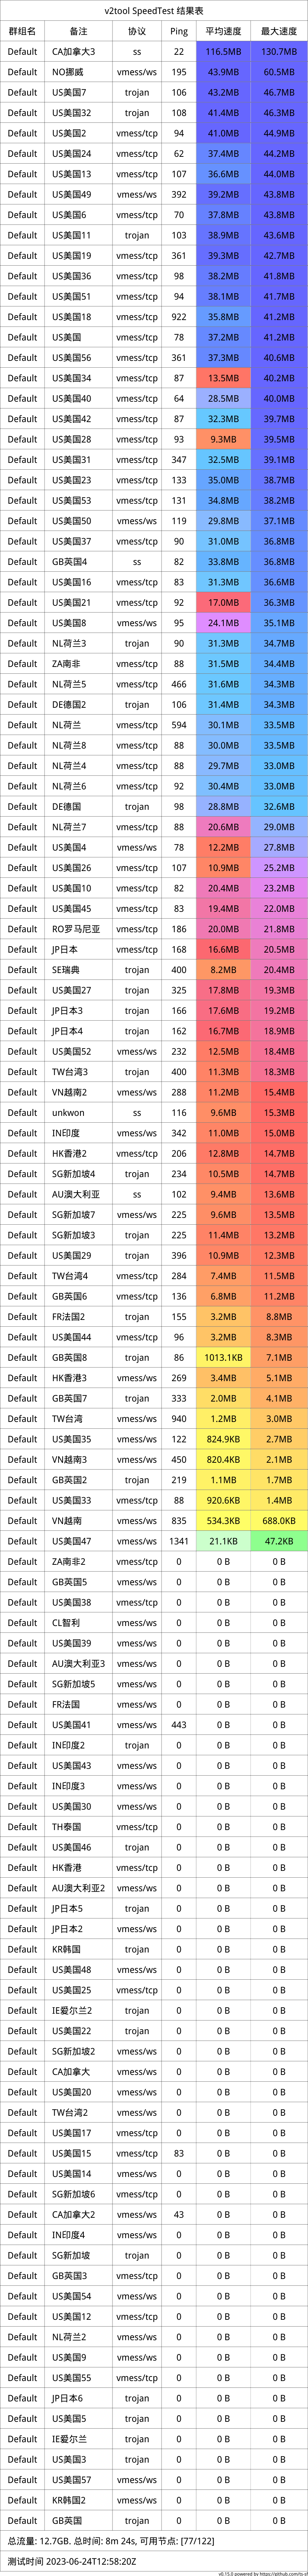 v2tool SpeedTest 结果表
群组名 备注 协议 Ping 平均速度 最大速度
Default CA加拿大3 ss 22 116.5MB 130.7MB
Default NO挪威 vmess/ws 195 43.9MB 60.5MB
Default US美国7 trojan 106 43.2MB 46.7MB
Default US美国32 trojan 108 41.4MB 46.3MB
Default US美国2 vmess/tcp 94 41.0MB 44.9MB
Default US美国24 vmess/tcp 62 37.4MB 44.2MB
Default US美国13 vmess/tcp 107 36.6MB 44.0MB
Default US美国49 vmess/ws 392 39.2MB 43.8MB
Default US美国6 vmess/tcp 70 37.8MB 43.8MB
Default US美国11 trojan 103 38.9MB 43.6MB
Default US美国19 vmess/tcp 361 39.3MB 42.7MB
Default US美国36 vmess/tcp 98 38.2MB 41.8MB
Default US美国51 vmess/tcp 94 38.1MB 41.7MB
Default US美国18 vmess/tcp 922 35.8MB 41.2MB
Default US美国 vmess/tcp 78 37.2MB 41.2MB
Default US美国56 vmess/tcp 361 37.3MB 40.6MB
Default US美国34 vmess/tcp 87 13.5MB 40.2MB
Default US美国40 vmess/tcp 64 28.5MB 40.0MB
Default US美国42 vmess/tcp 87 32.3MB 39.7MB
Default US美国28 vmess/tcp 93 9.3MB 39.5MB
Default US美国31 vmess/tcp 347 32.5MB 39.1MB
Default US美国23 vmess/tcp 133 35.0MB 38.7MB
Default US美国53 vmess/tcp 131 34.8MB 38.2MB
Default US美国50 vmess/ws 119 29.8MB 37.1MB
Default US美国37 vmess/tcp 90 31.0MB 36.8MB
Default GB英国4 ss 82 33.8MB 36.8MB
Default US美国16 vmess/tcp 83 31.3MB 36.6MB
Default US美国21 vmess/tcp 92 17.0MB 36.3MB
Default US美国8 vmess/ws 95 24.1MB 35.1MB
Default NL荷兰3 trojan 90 31.3MB 34.7MB
Default ZA南非 vmess/tcp 88 31.5MB 34.4MB
Default NL荷兰5 vmess/tcp 466 31.6MB 34.3MB
Default DE德国2 trojan 106 31.4MB 34.3MB
Default NL荷兰 vmess/tcp 594 30.1MB 33.5MB
Default NL荷兰8 vmess/tcp 88 30.0MB 33.5MB
Default NL荷兰4 vmess/tcp 88 29.7MB 33.0MB
Default NL荷兰6 vmess/tcp 92 30.4MB 33.0MB
Default DE德国 trojan 98 28.8MB 32.6MB
Default NL荷兰7 vmess/tcp 88 20.6MB 29.0MB
Default US美国4 vmess/ws 78 12.2MB 27.8MB
Default US美国26 vmess/tcp 107 10.9MB 25.2MB
Default US美国10 vmess/tcp 82 20.4MB 23.2MB
Default US美国45 vmess/tcp 83 19.4MB 22.0MB
Default RO罗马尼亚 vmess/tcp 186 20.0MB 21.8MB
Default JP日本 vmess/tcp 168 16.6MB 20.5MB
Default SE瑞典 trojan 400 8.2MB 20.4MB
Default US美国27 trojan 325 17.8MB 19.3MB
Default JP日本3 trojan 166 17.6MB 19.2MB
Default JP日本4 trojan 162 16.7MB 18.9MB
Default US美国52 vmess/ws 232 12.5MB 18.4MB
Default TW台湾3 trojan 400 11.3MB 18.3MB
Default VN越南2 vmess/ws 288 11.2MB 15.4MB
Default unkwon ss 116 9.6MB 15.3MB
Default IN印度 vmess/ws 342 11.0MB 15.0MB
Default HK香港2 vmess/tcp 206 12.8MB 14.7MB
Default SG新加坡4 trojan 234 10.5MB 14.7MB
Default AU澳大利亚 ss 102 9.4MB 13.6MB
Default SG新加坡7 vmess/ws 225 9.6MB 13.5MB
Default SG新加坡3 trojan 225 11.4MB 13.2MB
Default US美国29 trojan 396 10.9MB 12.3MB
Default TW台湾4 vmess/tcp 284 7.4MB 11.5MB
Default GB英国6 vmess/tcp 136 6.8MB 11.2MB
Default FR法国2 trojan 155 3.2MB 8.8MB
Default US美国44 vmess/tcp 96 3.2MB 8.3MB
Default GB英国8 trojan 86 1013.1KB 7.1MB
Default HK香港3 vmess/ws 269 3.4MB 5.1MB
Default GB英国7 trojan 333 2.0MB 4.1MB
Default TW台湾 vmess/ws 940 1.2MB 3.0MB
Default US美国35 vmess/ws 122 824.9KB 2.7MB
Default VN越南3 vmess/ws 450 820.4KB 2.1MB
Default GB英国2 trojan 219 1.1MB 1.7MB
Default US美国33 vmess/tcp 88 920.6KB 1.4MB
Default VN越南 vmess/ws 835 534.3KB 688.0KB
Default US美国47 vmess/ws 1341 21.1KB 47.2KB
Default ZA南非2 vmess/tcp 0 0 B 0 B
Default GB英国5 vmess/ws 0 0 B 0 B
Default US美国38 vmess/tcp 0 0 B 0 B
Default CL智利 vmess/ws 0 0 B 0 B
Default US美国39 vmess/ws 0 0 B 0 B
Default AU澳大利亚3 vmess/ws 0 0 B 0 B
Default SG新加坡5 vmess/ws 0 0 B 0 B
Default FR法国 vmess/ws 0 0 B 0 B
Default US美国41 vmess/ws 443 0 B 0 B
Default IN印度2 trojan 0 0 B 0 B
Default US美国43 vmess/ws 0 0 B 0 B
Default IN印度3 vmess/ws 0 0 B 0 B
Default US美国30 vmess/ws 0 0 B 0 B
Default TH泰国 vmess/tcp 0 0 B 0 B
Default US美国46 trojan 0 0 B 0 B
Default HK香港 vmess/tcp 0 0 B 0 B
Default AU澳大利亚2 vmess/ws 0 0 B 0 B
Default JP日本5 trojan 0 0 B 0 B
Default JP日本2 vmess/ws 0 0 B 0 B
Default KR韩国 trojan 0 0 B 0 B
Default US美国48 vmess/ws 0 0 B 0 B
Default US美国25 vmess/tcp 0 0 B 0 B
Default IE爱尔兰2 trojan 0 0 B 0 B
Default US美国22 trojan 0 0 B 0 B
Default SG新加坡2 vmess/ws 0 0 B 0 B
Default CA加拿大 vmess/ws 0 0 B 0 B
Default US美国20 vmess/ws 0 0 B 0 B
Default TW台湾2 vmess/ws 0 0 B 0 B
Default US美国17 vmess/tcp 0 0 B 0 B
Default US美国15 vmess/tcp 83 0 B 0 B
Default US美国14 vmess/ws 0 0 B 0 B
Default SG新加坡6 vmess/tcp 0 0 B 0 B
Default CA加拿大2 vmess/ws 43 0 B 0 B
Default IN印度4 vmess/ws 0 0 B 0 B
Default SG新加坡 trojan 0 0 B 0 B
Default GB英国3 vmess/tcp 0 0 B 0 B
Default US美国54 vmess/ws 0 0 B 0 B
Default US美国12 vmess/tcp 0 0 B 0 B
Default NL荷兰2 vmess/ws 0 0 B 0 B
Default US美国9 vmess/ws 0 0 B 0 B
Default US美国55 vmess/tcp 0 0 B 0 B
Default JP日本6 trojan 0 0 B 0 B
Default US美国5 trojan 0 0 B 0 B
Default IE爱尔兰 trojan 0 0 B 0 B
Default US美国3 trojan 0 0 B 0 B
Default US美国57 vmess/tcp 0 0 B 0 B
Default KR韩国2 vmess/ws 0 0 B 0 B
Default GB英国 trojan 0 0 B 0 B
总流量: 12.7GB. 总时间: 8m 24s, 可用节点: [77/122]
测试时间 2023-06-24T12:58:20Z
v0.15.0 powered by